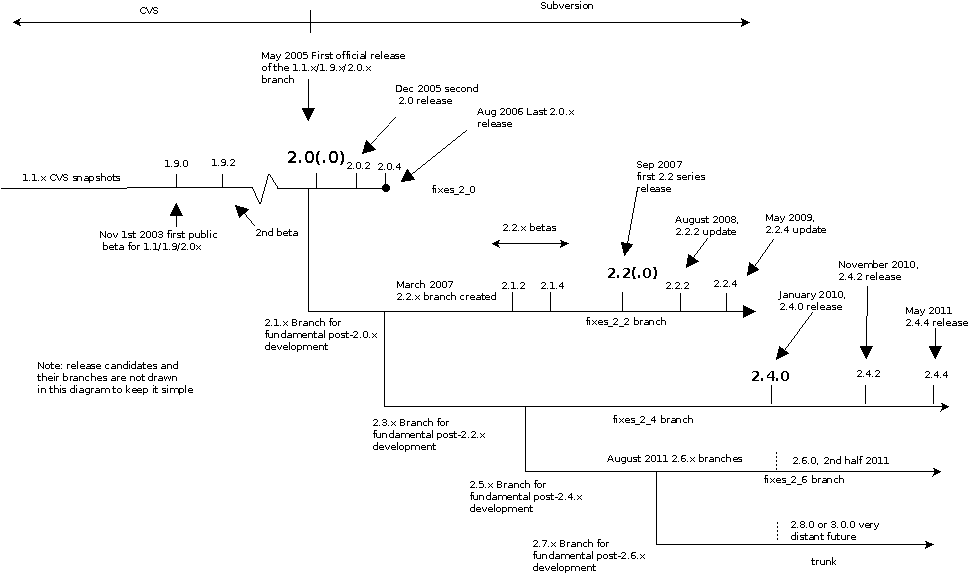 CVS
Subversion
May 2005 First official release
of the 1.1.x/1.9.x/2.0.x
branch
Dec 2005 second
2.0 release
Aug 2006 Last 2.0.x
release
1.1.x CVS snapshots
1.9.0
1.9.2
2.0(.0)
2.0.2
2.0.4
fixes_2_0
Nov 1st 2003 first public
beta for 1.1/1.9/2.0x
2nd beta
Sep 2007
first 2.2 series
release
2.2.x betas
August 2008,
2.2.2 update
May 2009,
2.2.4 update
March 2007
2.2.x branch created
2.1.2
2.1.4
2.2(.0)
2.2.2
2.2.4
2.1.x Branch for
fundamental post-2.0.x
development
fixes_2_2 branch
January 2010,
2.4.0 release
November 2010,
2.4.2 release
May 2011
2.4.4 release
Note: release candidates and
their branches are not drawn
in this diagram to keep it simple
2.4.0
2.4.2
2.4.4
2.3.x Branch for
fundamental post-2.2.x
development
fixes_2_4 branch
August 2011 2.6.x branches
2.6.0, 2nd half 2011
fixes_2_6 branch
2.5.x Branch for
fundamental post-2.4.x
development
2.8.0 or 3.0.0 very
distant future
2.7.x Branch for
fundamental post-2.6.x
development
trunk